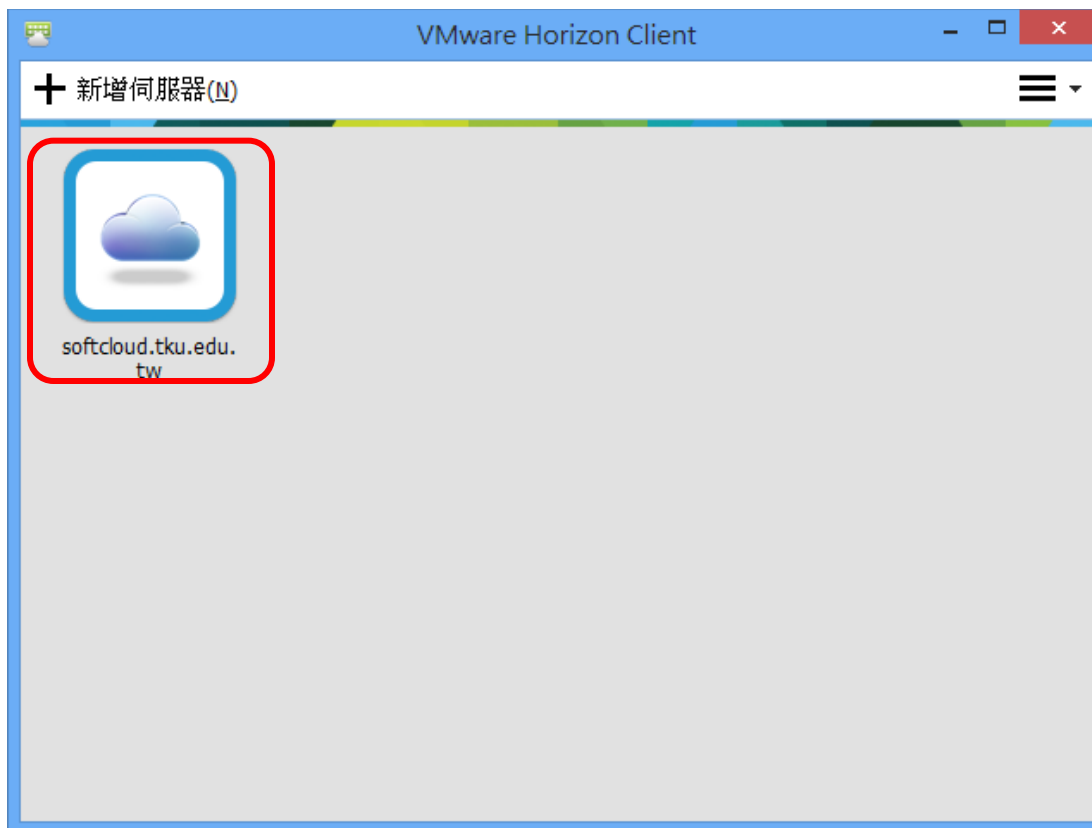 VMware Horizon Client
新增伺服器(N)
softcloud.tku.edu.
tw